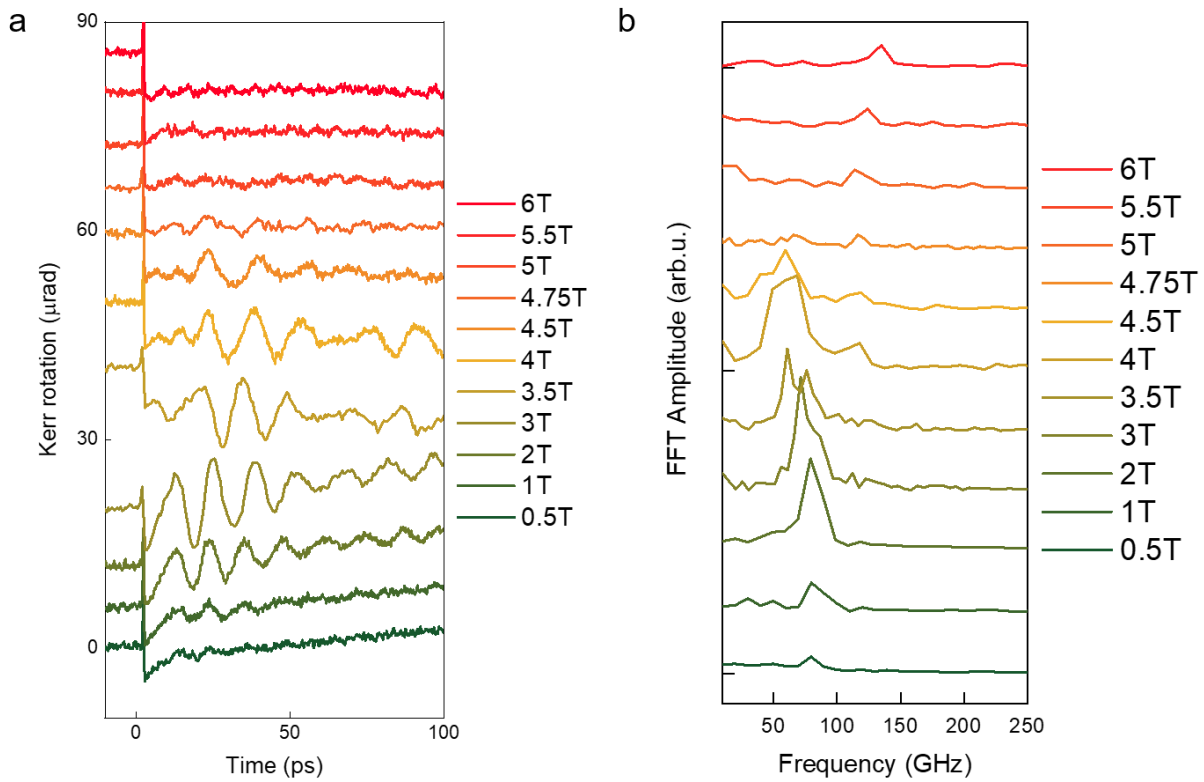 a
90
60
30
0
0
50
100
Kerr rotation (μrad)
Time (ps)
6T
5.5T
5T
4.75T
4.5T
4T
3.5T
3T
2T
1T
0.5T
b
FFT Amplitude (arb.u.)
50
100
150
200
250
Frequency (GHz)
6T
5.5T
5T
4.75T
4.5T
4T
3.5T
3T
2T
1T
0.5T